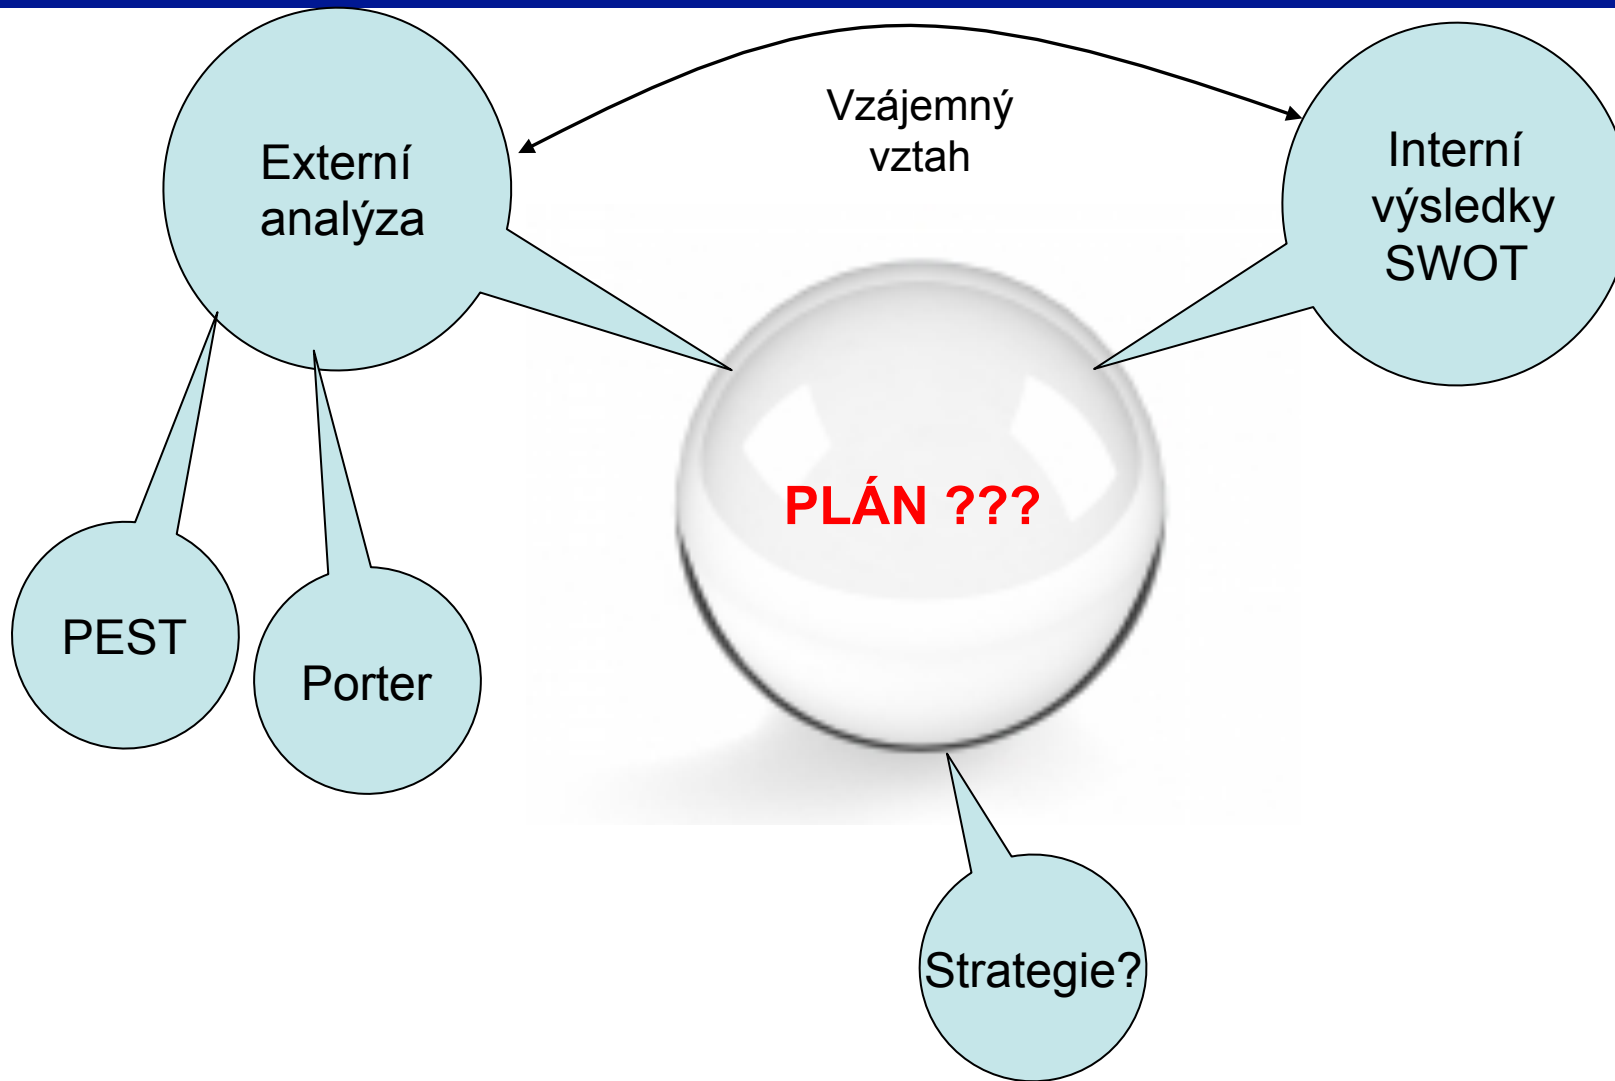 Vzájemný
vztah
Externí
analýza
Interní
výsledky
SWOT
PLÁN ???
PEST
Porter
Strategie?